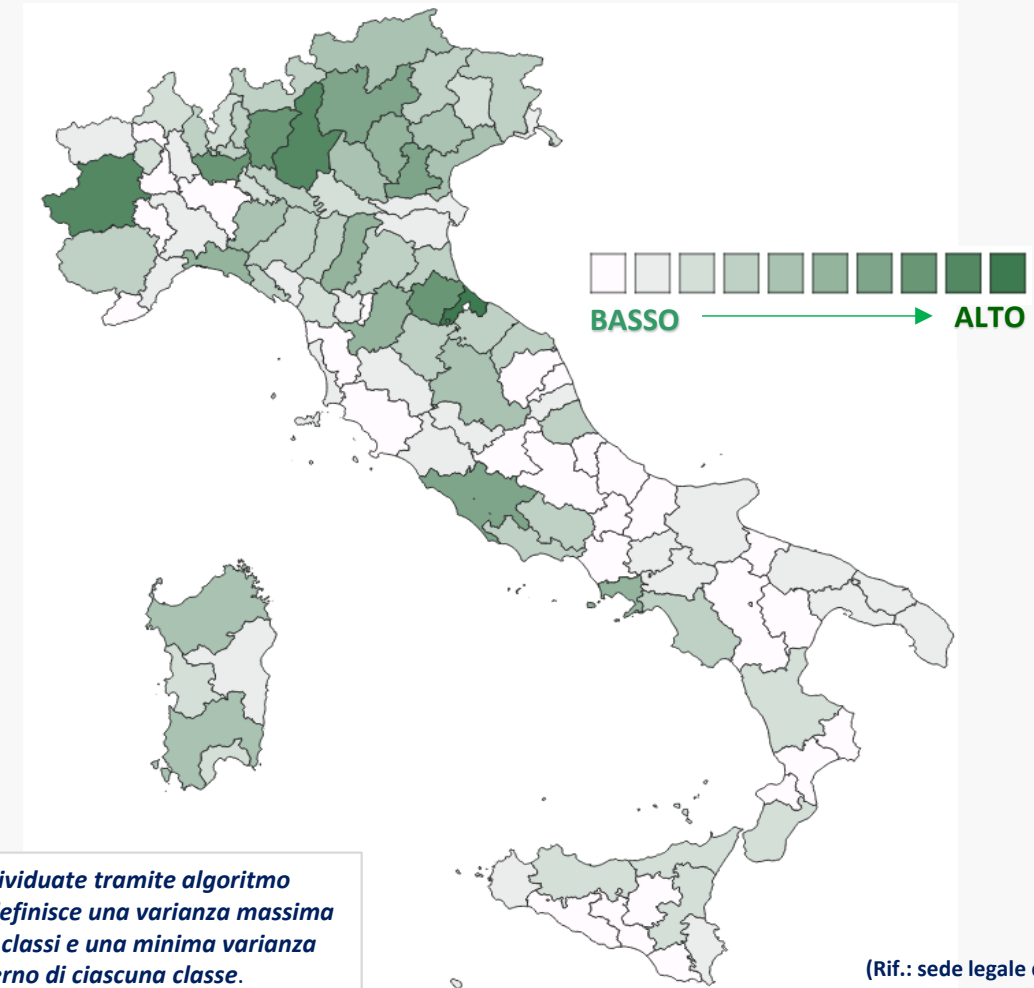 BASSO
ALTO
ividuate tramite algoritmo
efinisce una varianza massima
classi e una minima varianza
erno di ciascuna classe.
(Rif.: sede legale